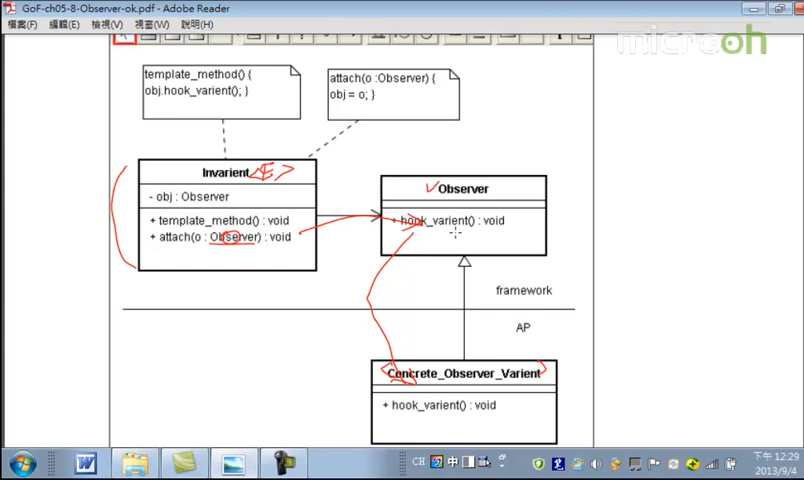 GoF-ch05-8-Observer-ok.pdf - Adobe Reader
檔案(F) 編輯(E) 檢視(V) 視窗(W) 說明(H)
microoh
template_method() {
obj.hook_varient(); }
attach(o :Observer) {
obj = o; }
Invarient <E>
- obj : Observer
+ template_method() : void
+ attach(o : Observer) : void
Observer
+ hook_varient() : void
framework
AP
Concrete_Observer_Varient
+ hook_varient() : void
CH 中
下午 12:29
2013/9/4